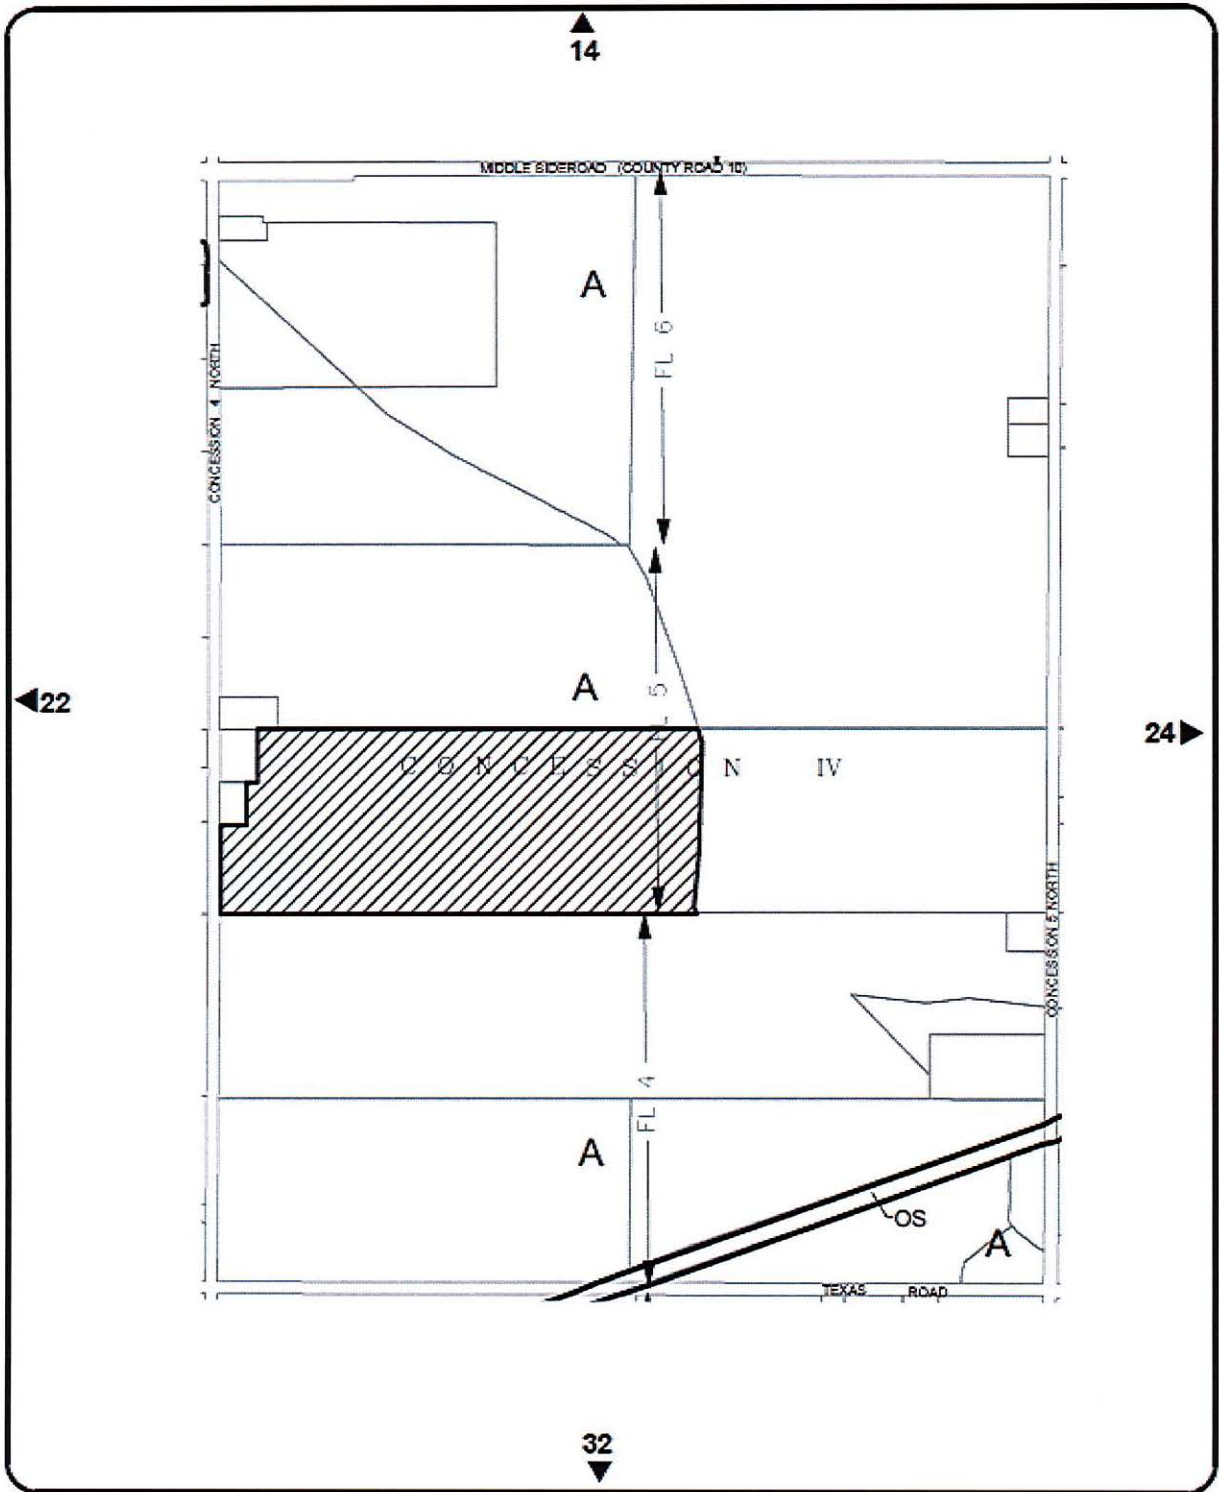 14
MIDDLE SIDEROAD (COUNTY ROAD 10)
A
FL 6
CONCESSION 4 NORTH
22
A
FL 5
24
CONCESSION IV
CONCESSION 5 NORTH
FL 4
A
OS
A
TEXAS ROAD
32